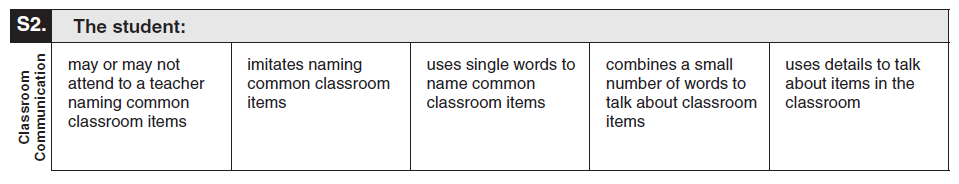 S2. The student:
Classroom
Communication
may or may not
attend to a teacher
naming common
classroom items
imitates naming
common classroom
items
uses single words to
name common
classroom items
combines a small
number of words to
talk about classroom
items
uses details to talk
about items in the
classroom